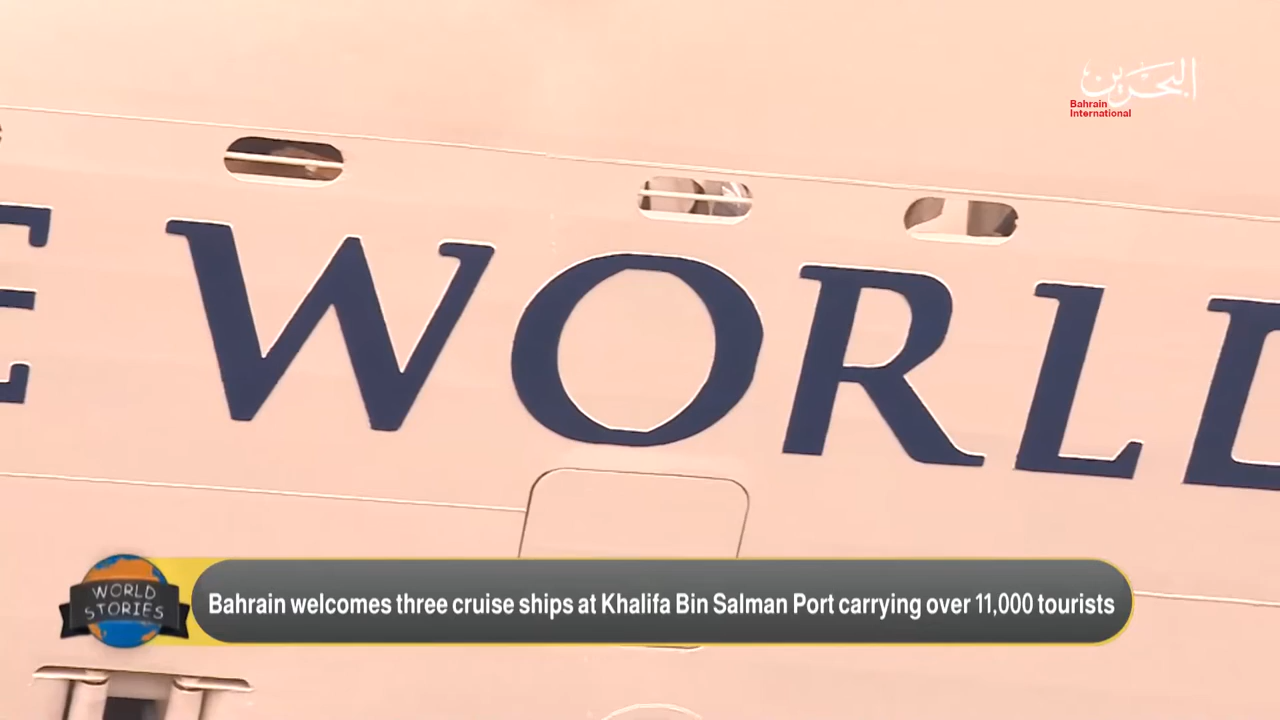 البحرين
Bahrain
International
E WORLD
WORLD
STORIES
Bahrain welcomes three cruise ships at Khalifa Bin Salman Port carrying over 11,000 tourists